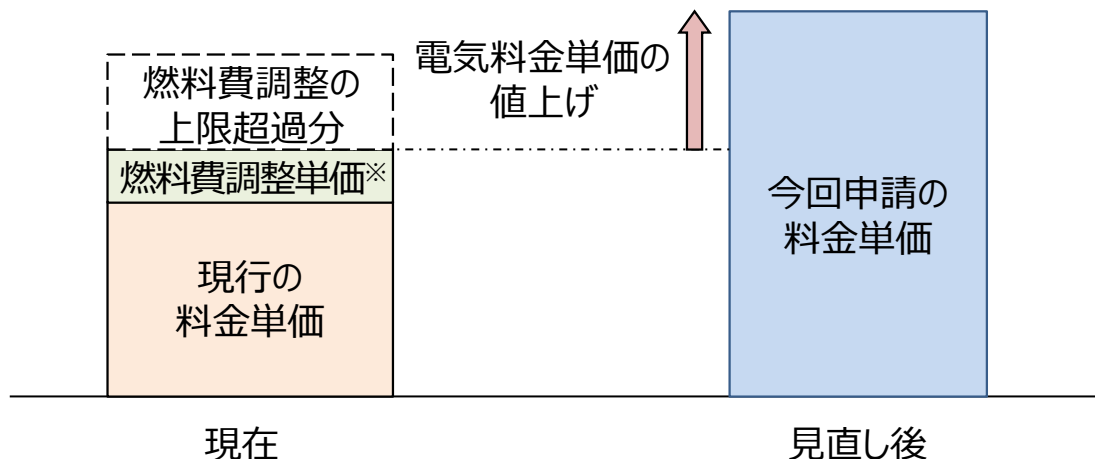 燃料費調整の
上限超過分
燃料費調整単価※
現行の
料金単価
電気料金単価の
値上げ
今回申請の
料金単価
現在
見直し後